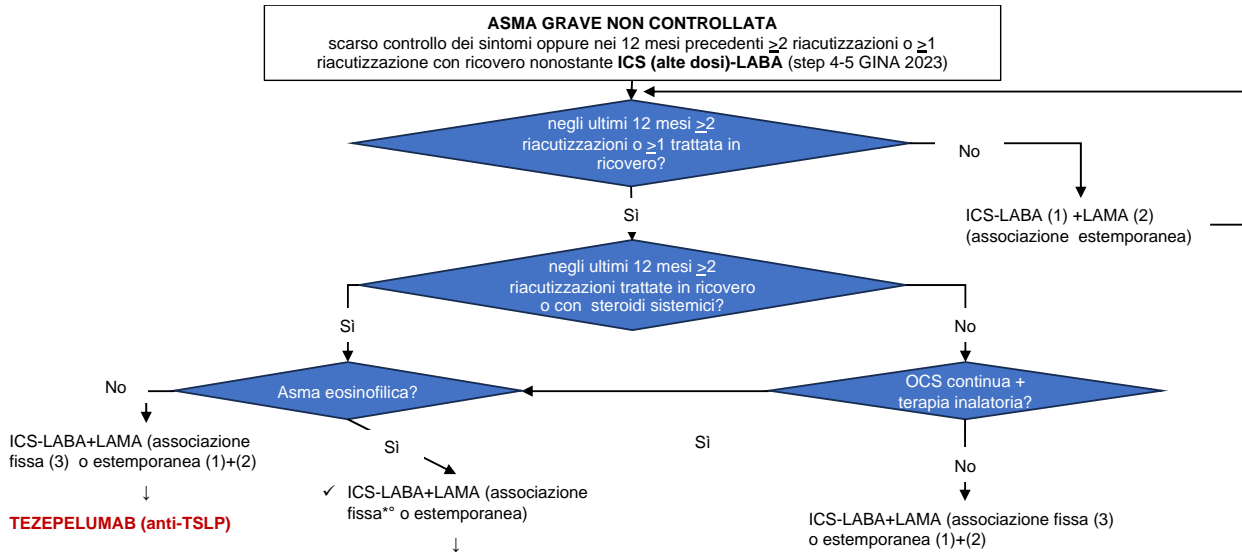 ASMA GRAVE NON CONTROLLATA
scarso controllo dei sintomi oppure nei 12 mesi precedenti ≥2 riacutizzazioni o ≥1
riacutizzazione con ricovero nonostante ICS (alte dosi)-LABA (step 4-5 GINA 2023)
negli ultimi 12 mesi ≥2
riacutizzazioni o ≥1 trattata in
ricovero?
No
Sì
ICS-LABA (1) +LAMA (2)
(associazione estemporanea)
negli ultimi 12 mesi ≥2
riacutizzazioni trattate in ricovero
o con steroidi sistemici?
Sì
No
No
Asma eosinofilica?
OCS continua +
terapia inalatoria?
ICS-LABA+LAMA (associazione
fissa (3) o estemporanea (1)+(2)
Sì
Sì
No
↓
TEZEPELUMAB (anti-TSLP)
✓ ICS-LABA+LAMA (associazione
fissa*° o estemporanea)
↓
ICS-LABA+LAMA (associazione fissa (3)
o estemporanea (1)+(2)